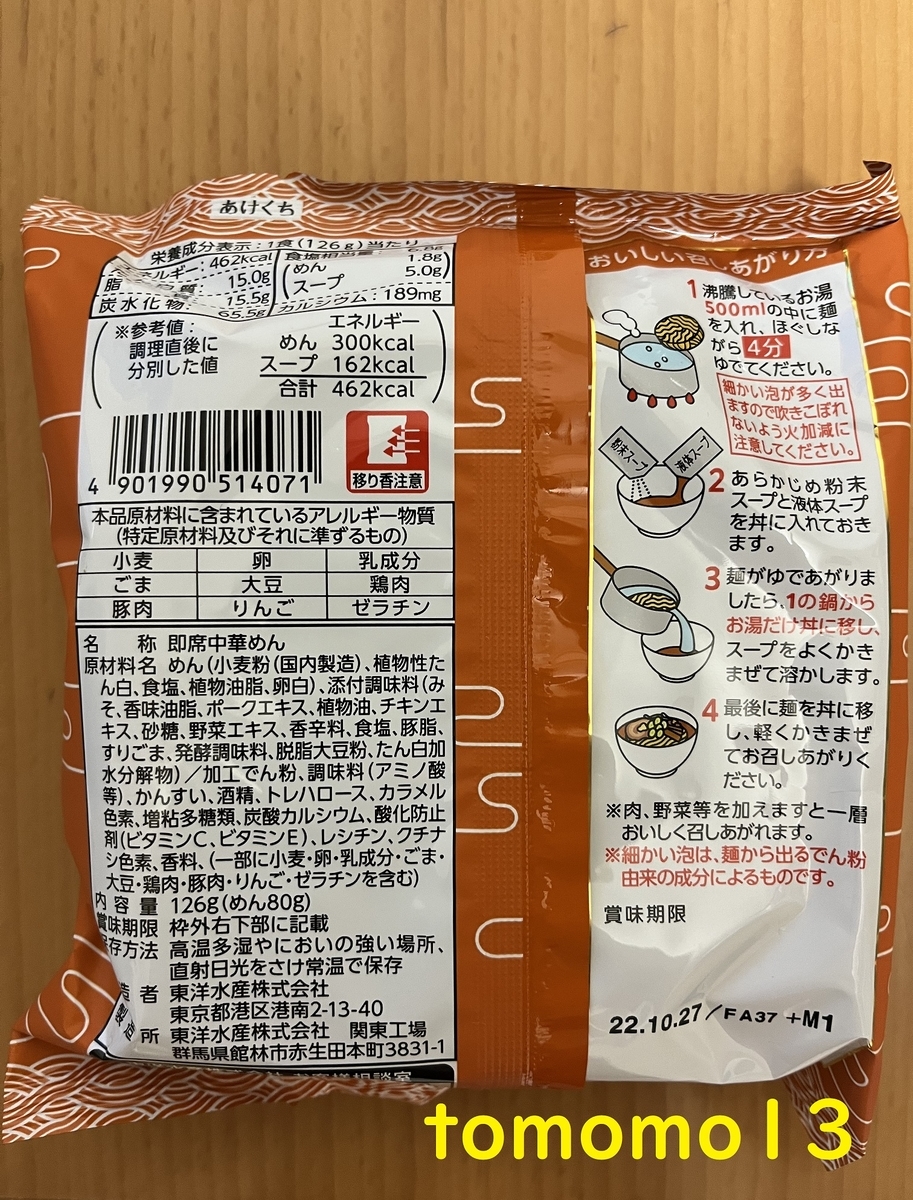 あけくち
栄養成分表示:1食(126g)当たり
エネルギー:462kcal
15.0g
脂 質
15.5g
炭水化物:
65.5g
食塩相当量:6.8g
めん 1.8g
スープ 5.0g
カルシウム:189mg
※参考値:
調理直後に
分別した値
エネルギー
めん 300kcal
スープ 162kcal
合計 462kcal
4 901990 514071
移り香注意
本品原材料に含まれているアレルギー物質
(特定原材料及びそれに準ずるもの)
小麦 卵 乳成分
ごま 大豆 鶏肉
豚肉 りんご ゼラチン
名 称 即席中華めん
原材料名 めん(小麦粉(国内製造)、植物性た
ん白、食塩、植物油脂、卵白)、添付調味料(み
そ、香味油脂、ポークエキス、植物油、チキンエ
キス、砂糖、野菜エキス、香辛料、食塩、豚脂、
すりごま、発酵調味料、脱脂大豆粉、たん白加
水分解物)/加工でん粉、調味料(アミノ酸
等)、かんすい、酒精、トレハロース、カラメル
色素、増粘多糖類、炭酸カルシウム、酸化防止
剤(ビタミンC、ビタミンE)、レシチン、クチナ
シ色素、香料、(一部に小麦・卵・乳成分・ごま・
大豆・鶏肉・豚肉・りんご・ゼラチンを含む)
内 容 量 126g(めん80g)
賞味期限 枠外右下部に記載
保存方法 高温多湿やにおいの強い場所、
直射日光をさけ常温で保存
製 造 者 東洋水産株式会社
東京都港区港南2-13-40
製 造 所 東洋水産株式会社 関東工場
群馬県館林市赤生田本町3831-1
お客様相談室
おいしい召しあがり方
1 沸騰しているお湯
500mlの中に麺
を入れ、ほぐしな
がら 4分
ゆでてください。
細かい泡が多く出
ますので吹きこぼれ
ないよう火加減に
注意してください。
粉末スープ 液体スープ
2 あらかじめ粉末
スープと液体スープ
を丼に入れておき
ます。
3 麺がゆであがりま
したら、1の鍋から
お湯だけ丼に移し、
スープをよくかき
まぜて溶かします。
4 最後に麺を丼に移
し、軽くかきまぜ
てお召しあがりく
ださい。
※肉、野菜等を加えますと一層
おいしく召しあがれます。
※細かい泡は、麺から出るでん粉
由来の成分によるものです。
賞味期限
22.10.27/FA37 +M1
tomomo13